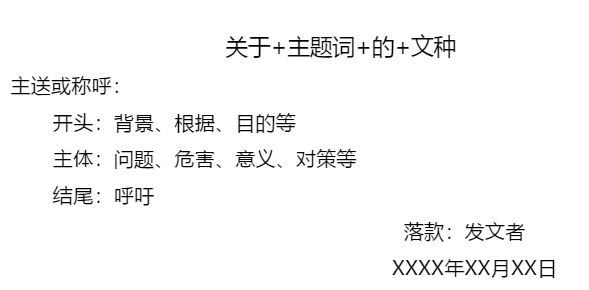 关于+主题词+的+文种
主送或称呼：
开头：背景、根据、目的等
主体：问题、危害、意义、对策等
结尾：呼吁
落款：发文者
XXXX年XX月XX日